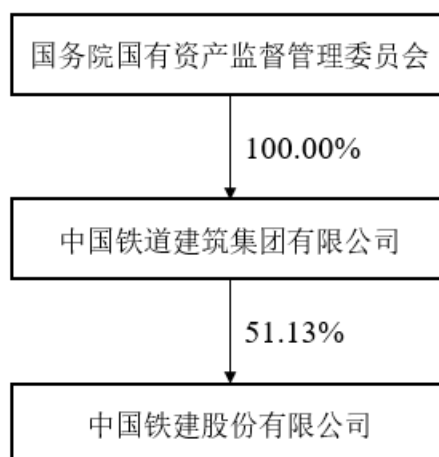 国务院国有资产监督管理委员会
100.00%
中国铁道建筑集团有限公司
51.13%
中国铁建股份有限公司